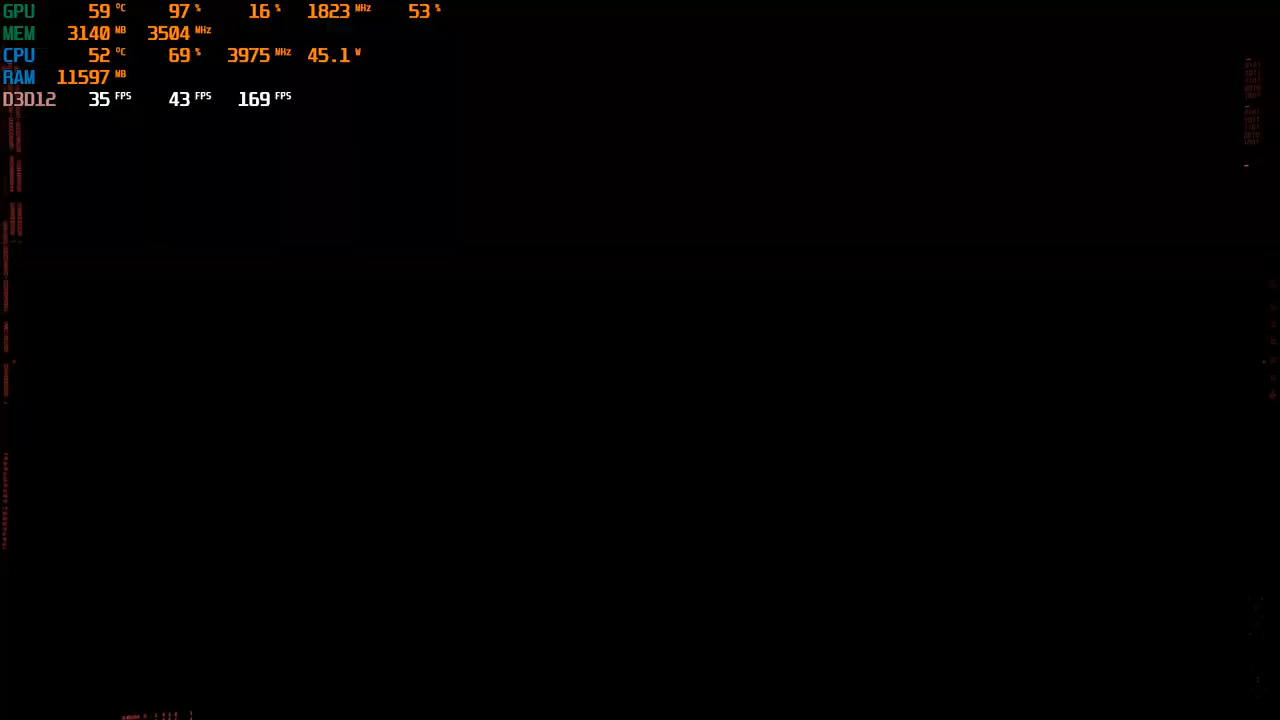 GPU 59 °C 97 % 16 % 1823 MHz 53 %
MEM 3140 MB 3504 MHz
CPU 52 °C 69 % 3975 MHz 45.1 W
RAM 11597 MB
D3D12 35 FPS 43 FPS 169 FPS